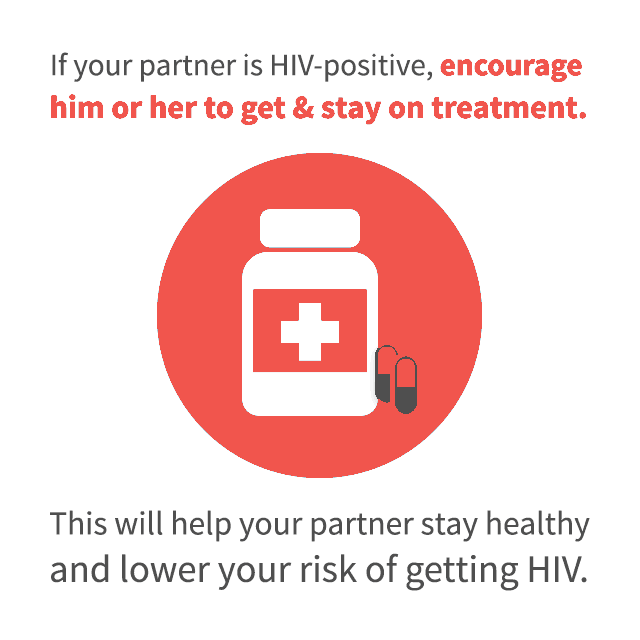 If your partner is HIV-positive, encourage
him or her to get & stay on treatment.
This will help your partner stay healthy
and lower your risk of getting HIV.